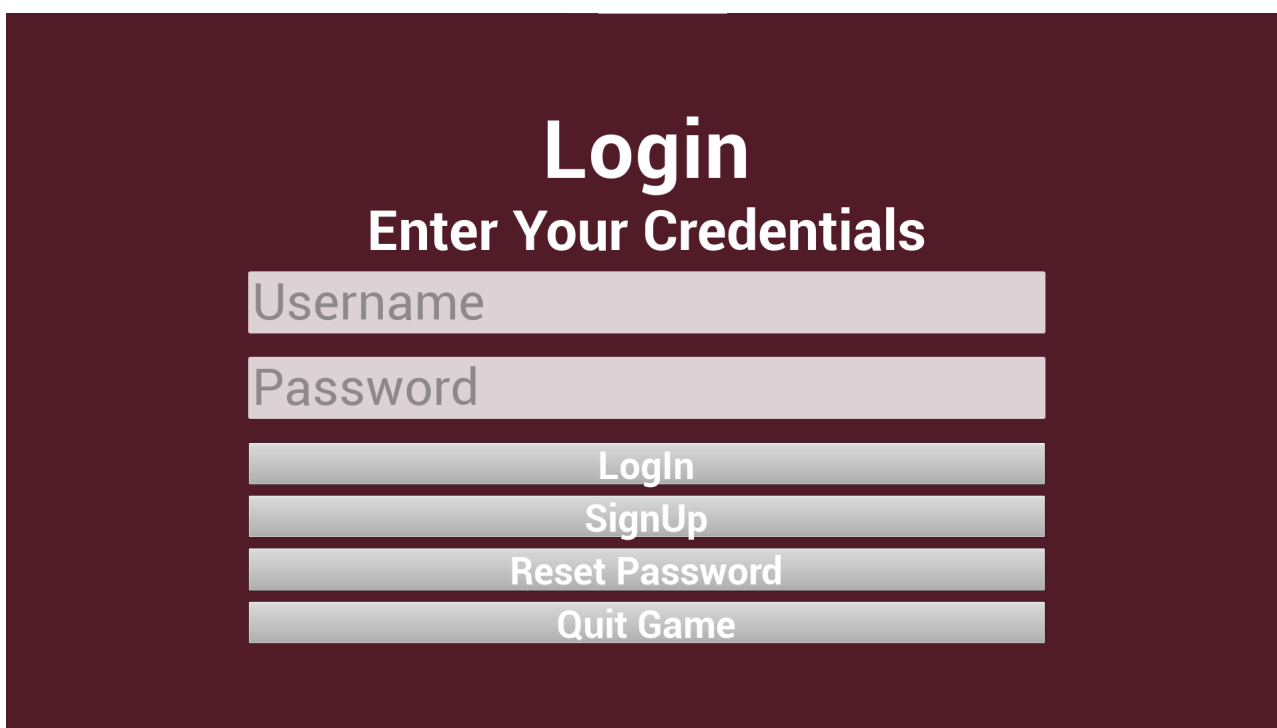 Login
Enter Your Credentials
Username
Password
LogIn
SignUp
Reset Password
Quit Game